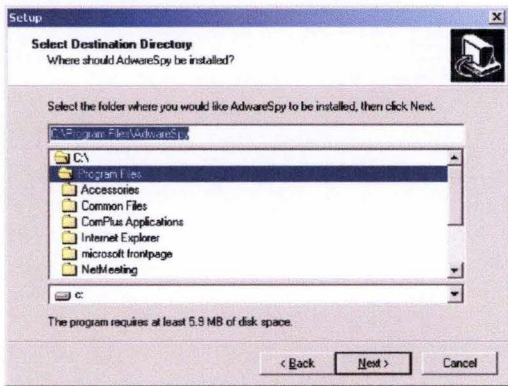 Setup
Select Destination Directory
Where should AdwareSpy be installed?
Select the folder where you would like AdwareSpy to be installed, then click Next.
C:\Program Files\AdwareSpy
C:\
Program Files
Accessories
Common Files
ComPlus Applications
Internet Explorer
microsoft frontpage
NetMeeting
c:
The program requires at least 5.9 MB of disk space.
< Back
Next >
Cancel